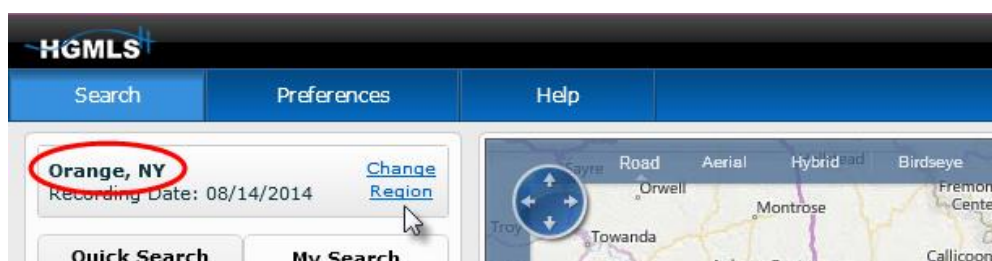 HGMLS
Search Preferences Help
Orange, NY
Change Region
Recording Date: 08/14/2014
Quick Search My Search
Road Aerial Hybrid Birdseye
Sayre
Orwell
Montrose
Troy
Towanda
Callicoon